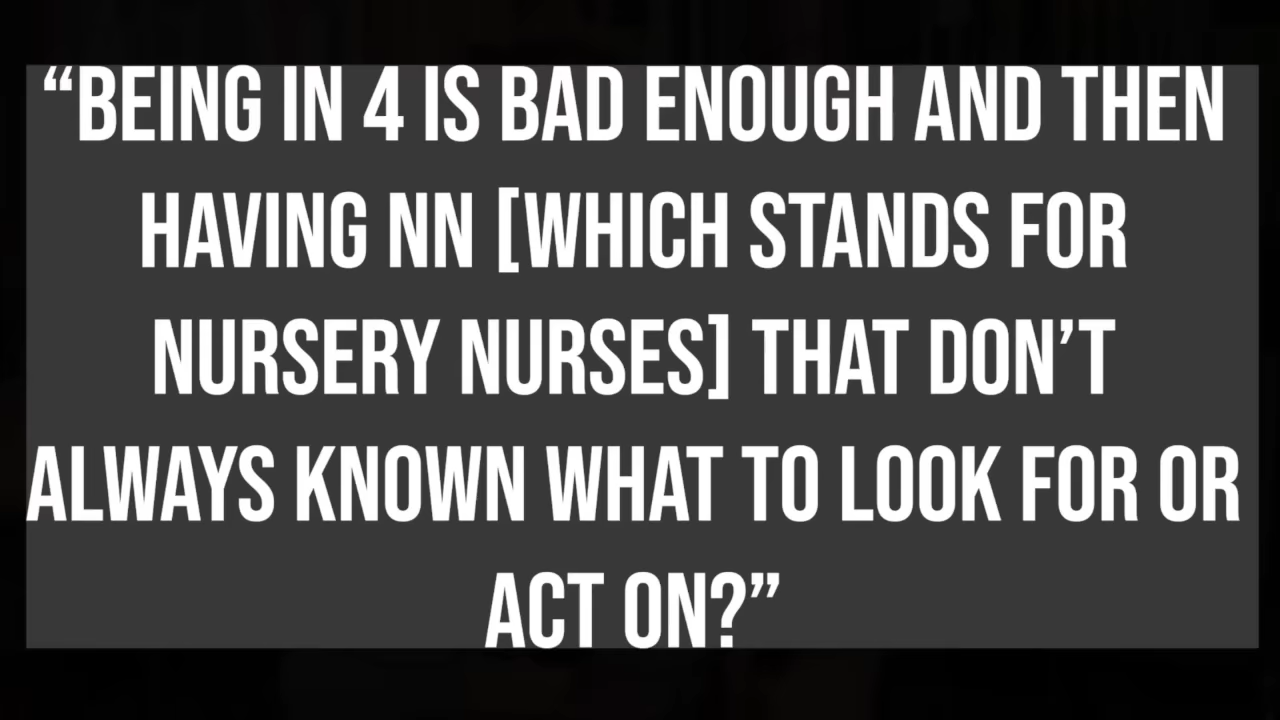 “BEING IN 4 IS BAD ENOUGH AND THEN
HAVING NN [WHICH STANDS FOR
NURSERY NURSES] THAT DON’T
ALWAYS KNOWN WHAT TO LOOK FOR OR
ACT ON?”